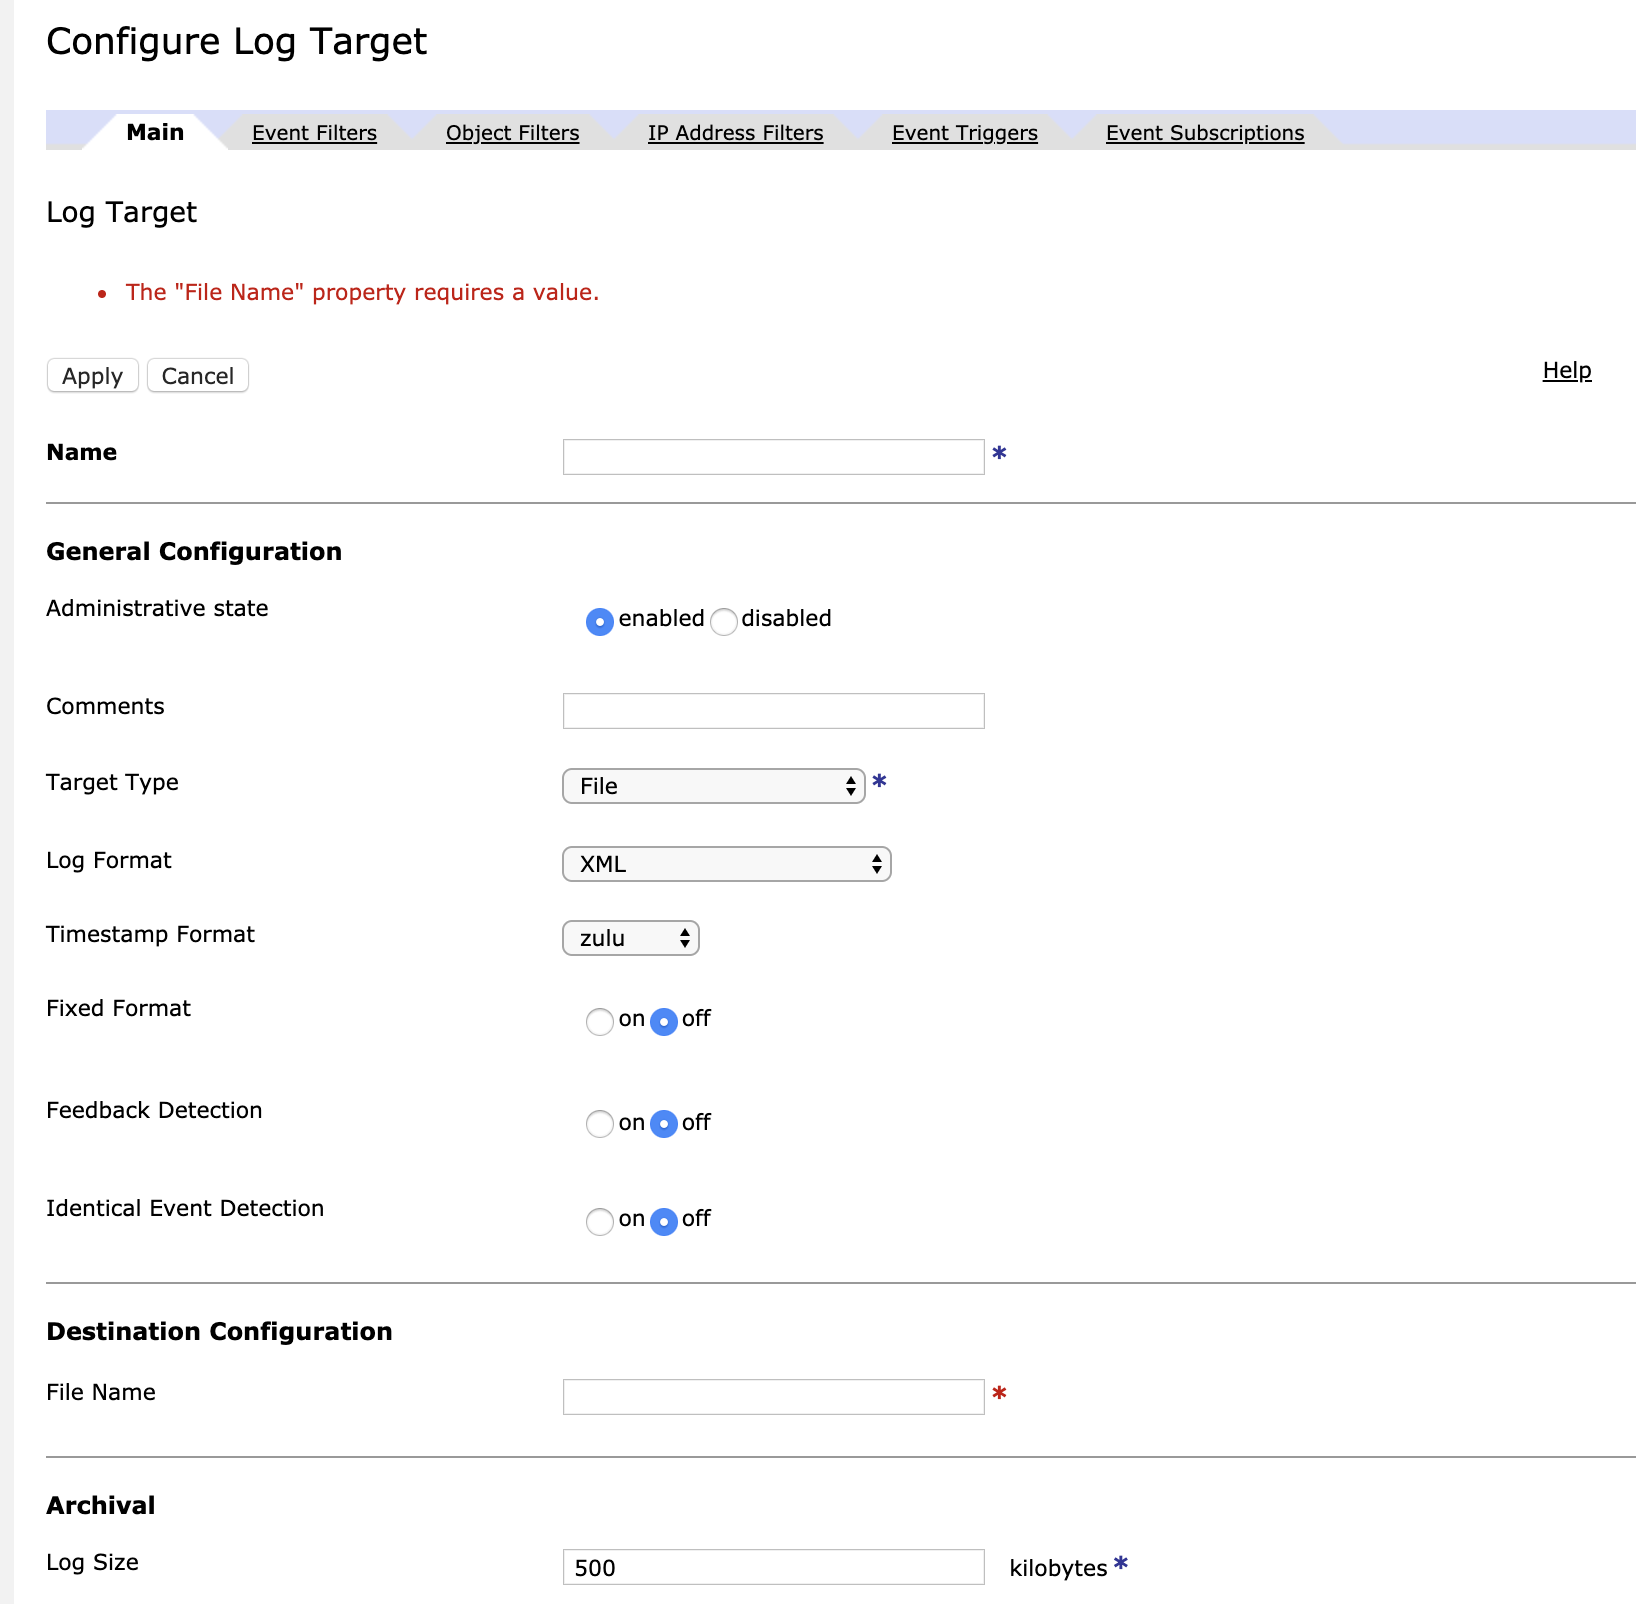 Configure Log Target
Main Event Filters Object Filters IP Address Filters Event Triggers Event Subscriptions
Log Target
• The "File Name" property requires a value.
Apply Cancel Help
Name *
General Configuration
Administrative state enabled disabled
Comments
Target Type File *
Log Format XML
Timestamp Format zulu
Fixed Format on off
Feedback Detection on off
Identical Event Detection on off
Destination Configuration
File Name *
Archival
Log Size 500 kilobytes *